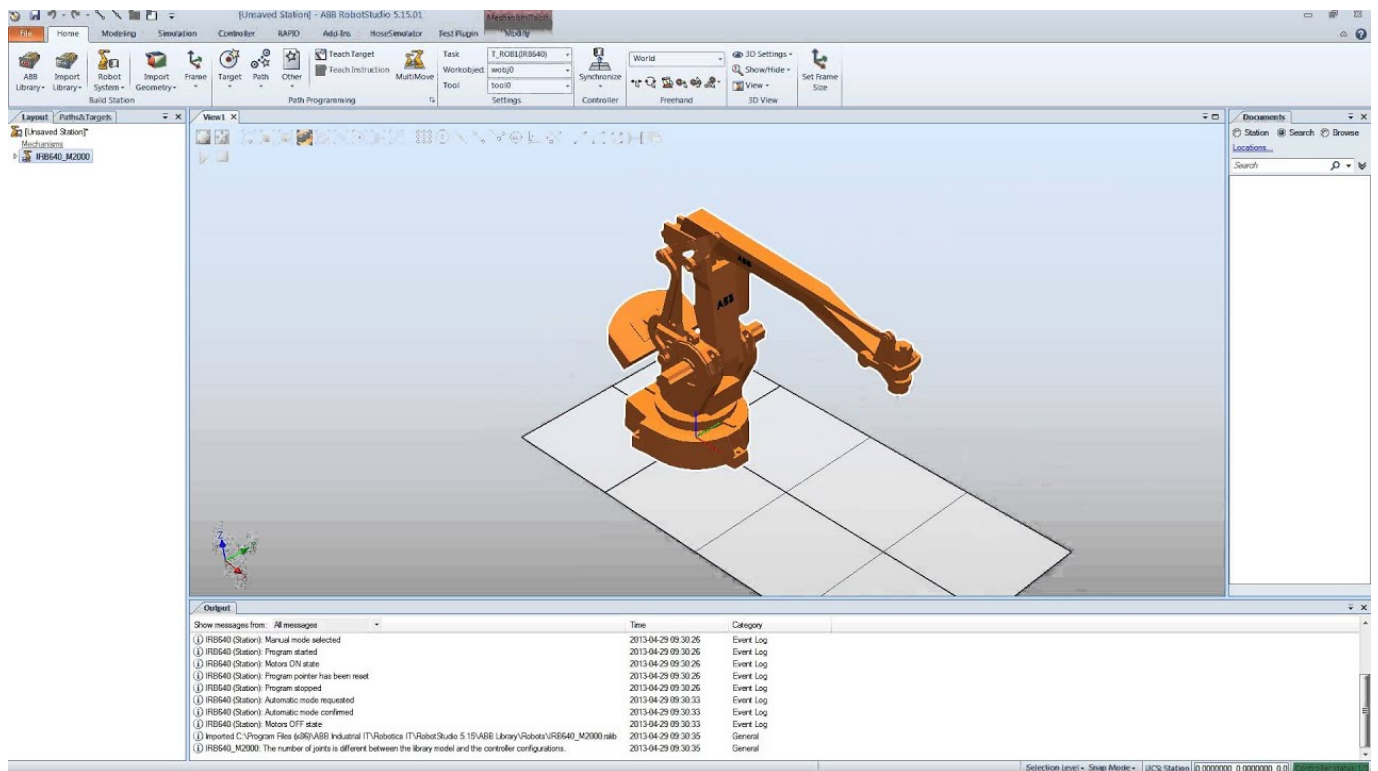 [Unsaved Station] - ABB RobotStudio 5.15.01
File Home Modeling Simulation Controller RAPID Add-Ins HoseSimulator Test Plugin Modify
ABB Library Import Library Robot System Import Geometry Frame Target Path Other Teach Target Teach Instruction MultiMove
Task T_ROB1(IRB640)
Workobject wobj0
Tool tool0
Synchronize World 3D Settings Show/Hide View Set Frame Size
Build Station Path Programming Settings Controller Freehand 3D View
Layout Paths&Targets View1 Documents
[Unsaved Station]*
Mechanisms
IRB640_M2000
Station Search Browse
Locations...
Search
ABB
ABB
Z
Output
Show messages from: All messages Time Category
IRB640 (Station): Manual mode selected 2013-04-29 09:30:26 Event Log
IRB640 (Station): Program started 2013-04-29 09:30:26 Event Log
IRB640 (Station): Motors ON state 2013-04-29 09:30:26 Event Log
IRB640 (Station): Program pointer has been reset 2013-04-29 09:30:26 Event Log
IRB640 (Station): Program stopped 2013-04-29 09:30:26 Event Log
IRB640 (Station): Automatic mode requested 2013-04-29 09:30:33 Event Log
IRB640 (Station): Automatic mode confirmed 2013-04-29 09:30:33 Event Log
IRB640 (Station): Motors OFF state 2013-04-29 09:30:33 Event Log
Imported C:\Program Files (x86)\ABB Industrial IT\Robotics IT\RobotStudio 5.15\ABB Library\Robots\IRB640_M2000.rslib 2013-04-29 09:30:35 General
IRB640_M2000: The number of joints is different between the library model and the controller configurations. 2013-04-29 09:30:35 General
Selection Level Snap Mode UCS: Station Controller status: 1/1